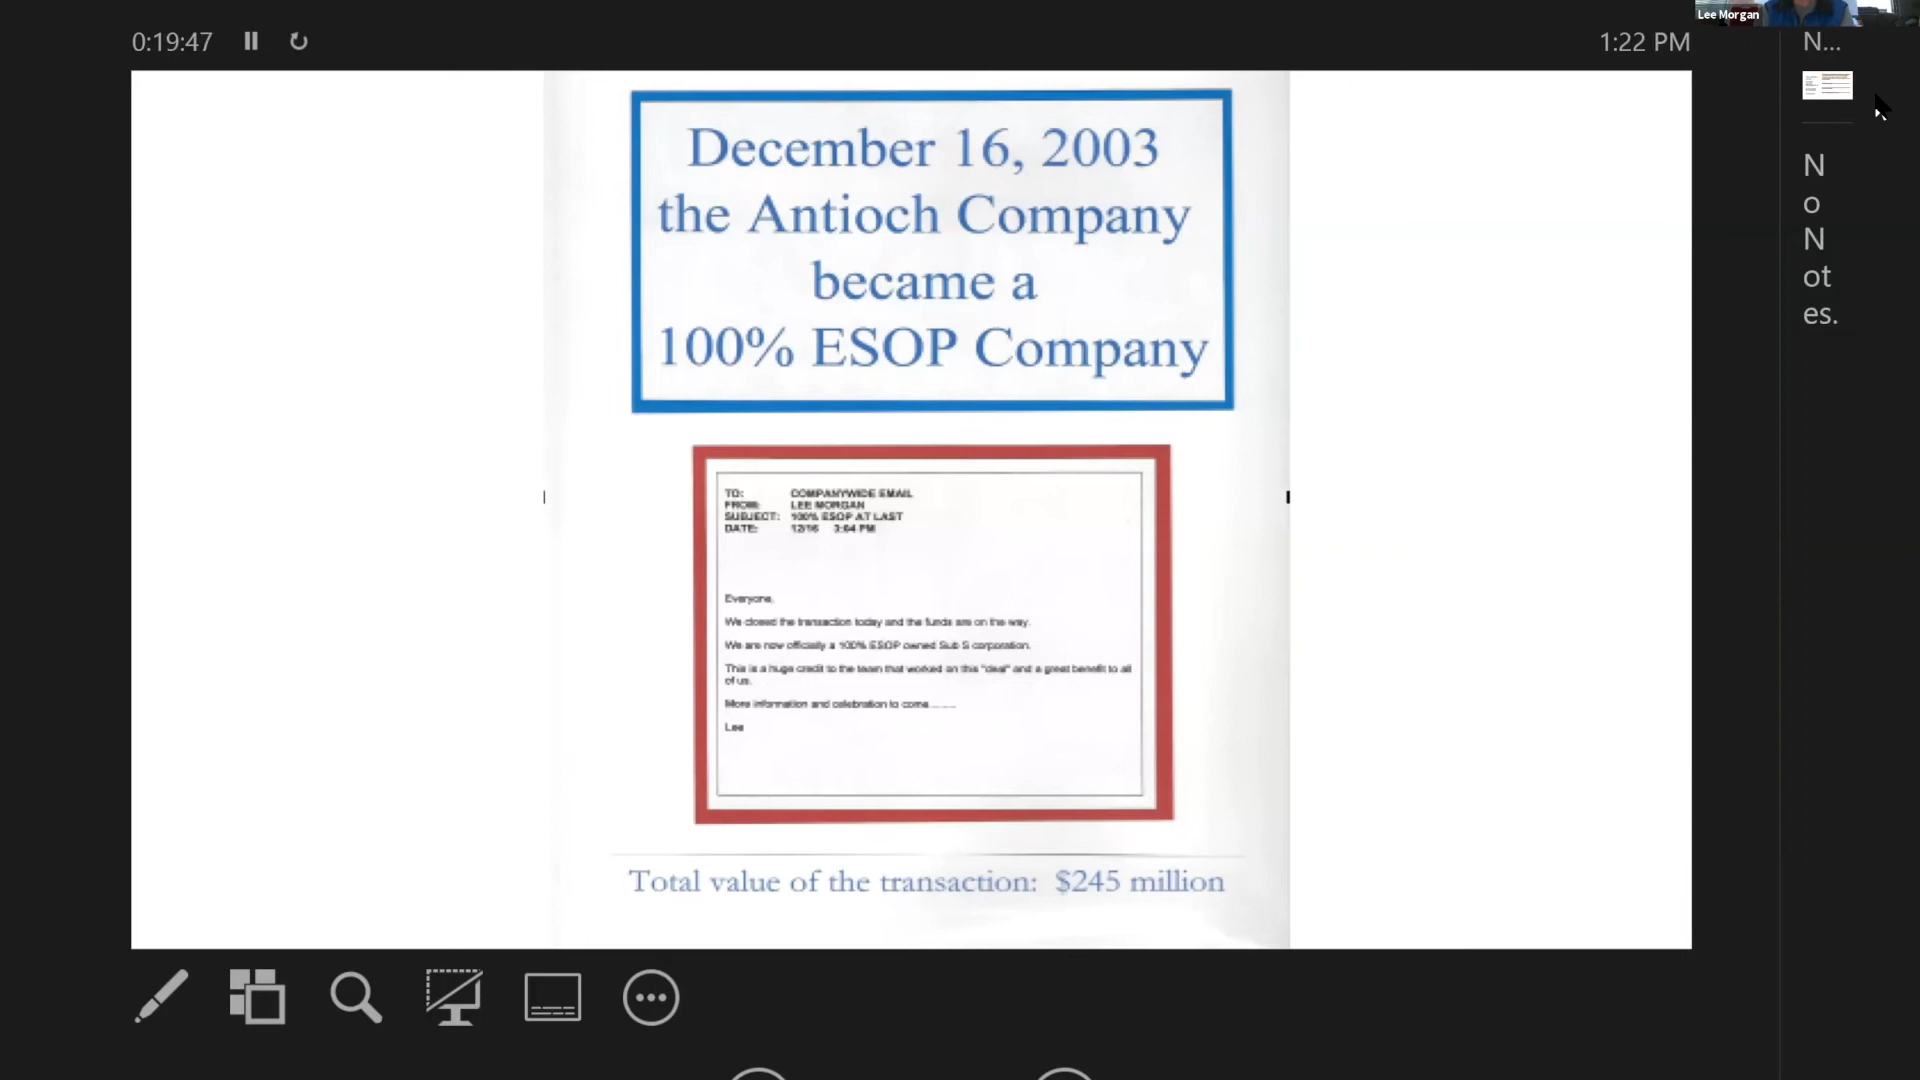 Lee Morgan
0:19:47
1:22 PM
N...
December 16, 2003
the Antioch Company
became a
100% ESOP Company
TO: COMPANYWIDE EMAIL
FROM: LEE MORGAN
SUBJECT: 100% ESOP AT LAST
DATE: 12/16 3:04 PM
Everyone,
We closed the transaction today and the funds are on the way.
We are now officially a 100% ESOP owned Sub S corporation.
This is a huge credit to the team that worked on this "deal" and a great benefit to all
of us.
More information and celebration to come........
Lee
Total value of the transaction: $245 million
N
o
N
ot
es.